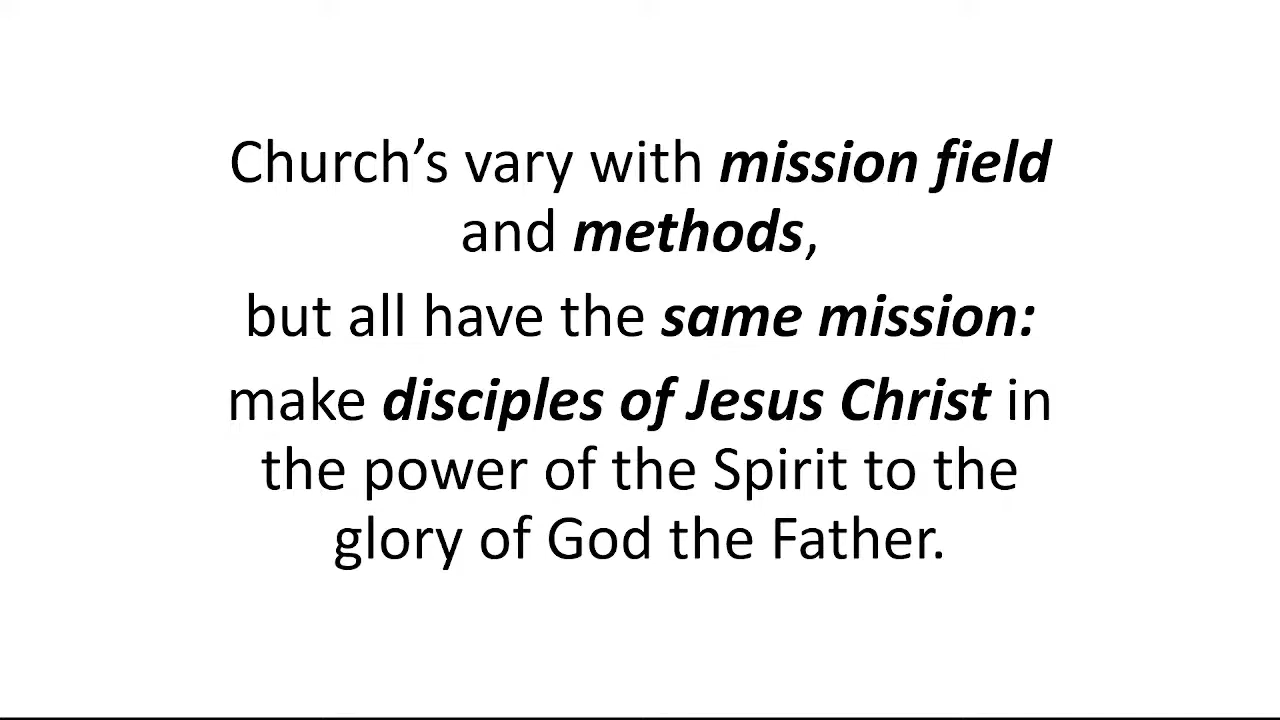 Church’s vary with mission field
and methods,
but all have the same mission:
make disciples of Jesus Christ in
the power of the Spirit to the
glory of God the Father.